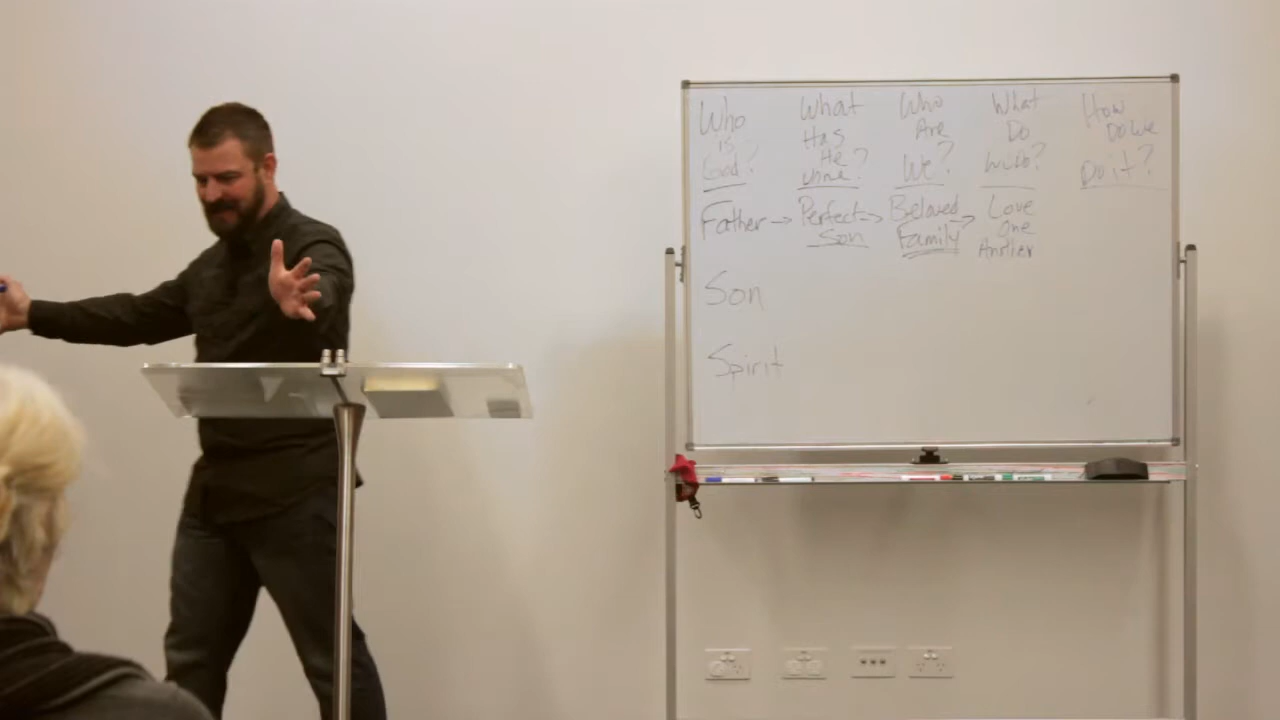 Who
is
God?
What
Has
He
done?
Who
Are
We?
What
Do
We Do?
How
Do We
Do it?
Father → Perfect → Beloved → Love
Son Family One
Another
Son
Spirit